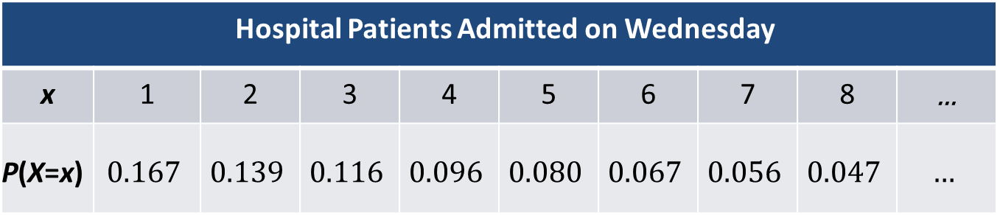 Hospital Patients Admitted on Wednesday
x 1 2 3 4 5 6 7 8 ...
P(X=x) 0.167 0.139 0.116 0.096 0.080 0.067 0.056 0.047 ...